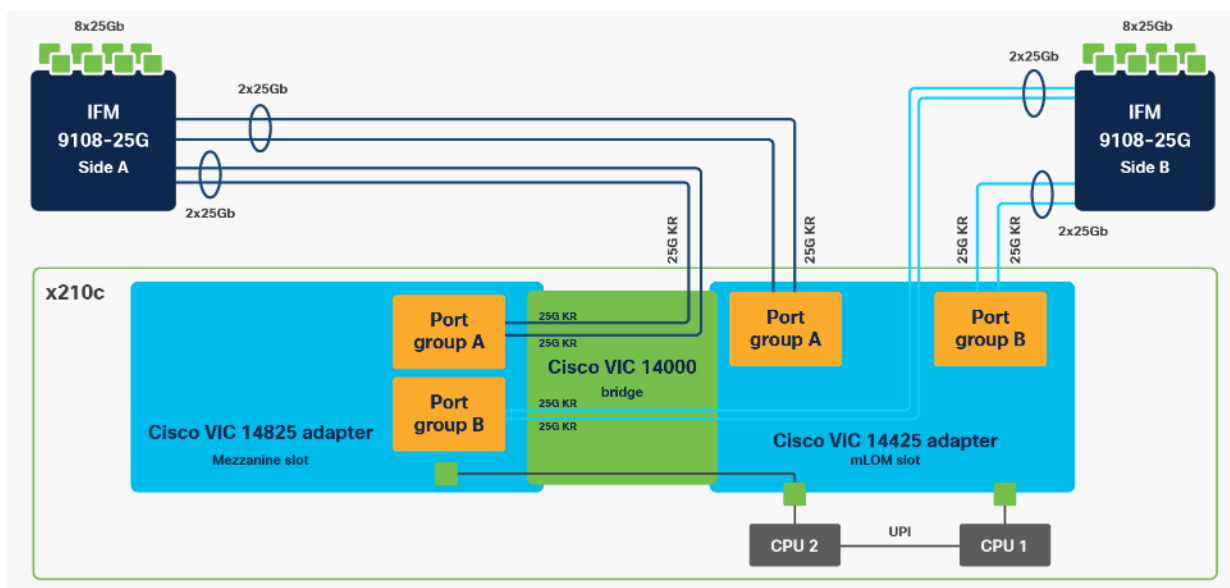 8x25Gb
8x25Gb
2x25Gb
2x25Gb
IFM
9108-25G
Side A
IFM
9108-25G
Side B
2x25Gb
2x25Gb
25G KR
25G KR
25G KR
25G KR
x210c
Port
group A
25G KR
25G KR
Port
group A
Port
group B
Cisco VIC 14000
bridge
Port
group B
25G KR
25G KR
Cisco VIC 14825 adapter
Mezzanine slot
Cisco VIC 14425 adapter
mLOM slot
CPU 2
UPI
CPU 1